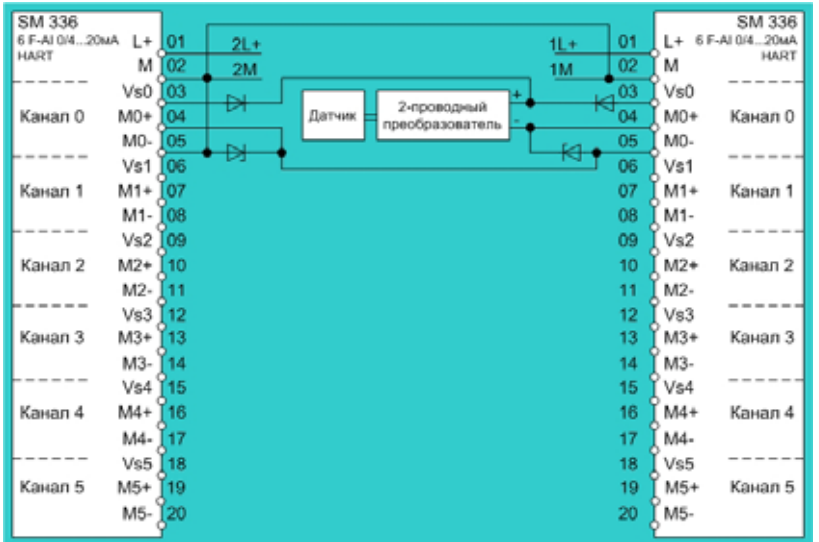 SM 336
6 F-AI 0/4...20мА
HART
L+ 01
M 02
2L+
2M
Vs0 03
Канал 0 M0+ 04
M0- 05
Vs1 06
Канал 1 M1+ 07
M1- 08
Vs2 09
Канал 2 M2+ 10
M2- 11
Vs3 12
Канал 3 M3+ 13
M3- 14
Vs4 15
Канал 4 M4+ 16
M4- 17
Vs5 18
Канал 5 M5+ 19
M5- 20
Датчик
2-проводный
преобразователь
+
-
SM 336
6 F-AI 0/4...20мА
HART
1L+
1M
01 L+
02 M
03 Vs0
04 M0+ Канал 0
05 M0-
06 Vs1
07 M1+ Канал 1
08 M1-
09 Vs2
10 M2+ Канал 2
11 M2-
12 Vs3
13 M3+ Канал 3
14 M3-
15 Vs4
16 M4+ Канал 4
17 M4-
18 Vs5
19 M5+ Канал 5
20 M5-